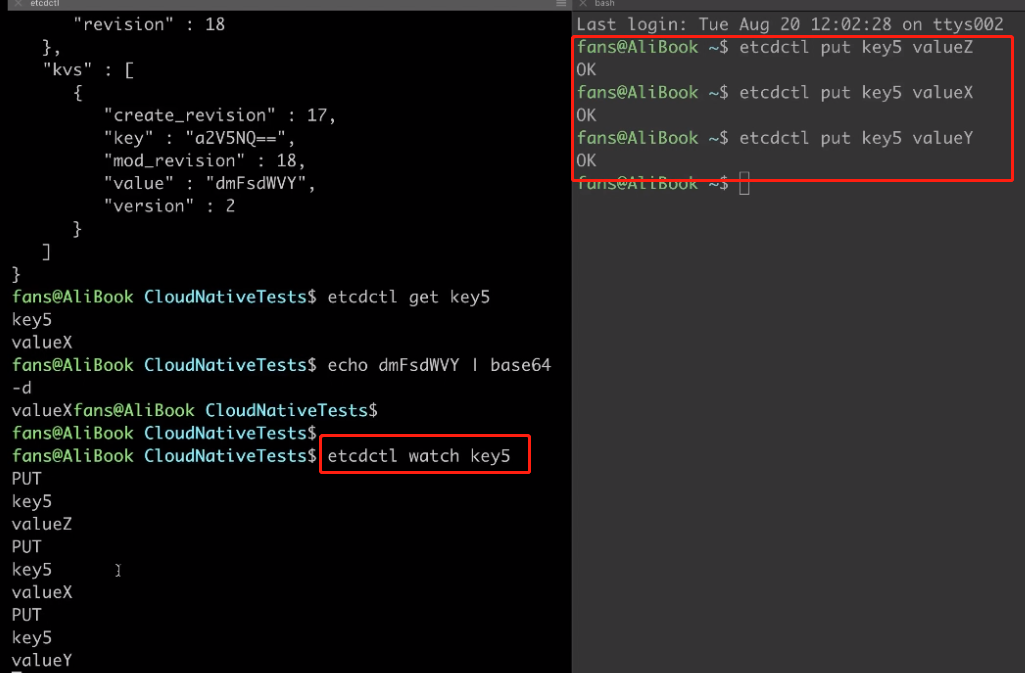 etcdctl
"revision" : 18
},
"kvs" : [
{
"create_revision" : 17,
"key" : "a2V5NQ==",
"mod_revision" : 18,
"value" : "dmFsdWVY",
"version" : 2
}
]
}
fans@AliBook CloudNativeTests$ etcdctl get key5
key5
valueX
fans@AliBook CloudNativeTests$ echo dmFsdWVY | base64
-d
valueXfans@AliBook CloudNativeTests$
fans@AliBook CloudNativeTests$
fans@AliBook CloudNativeTests$ etcdctl watch key5
PUT
key5
valueZ
PUT
key5
valueX
PUT
key5
valueY
bash
Last login: Tue Aug 20 12:02:28 on ttys002
fans@AliBook ~$ etcdctl put key5 valueZ
OK
fans@AliBook ~$ etcdctl put key5 valueX
OK
fans@AliBook ~$ etcdctl put key5 valueY
OK
fans@AliBook ~$